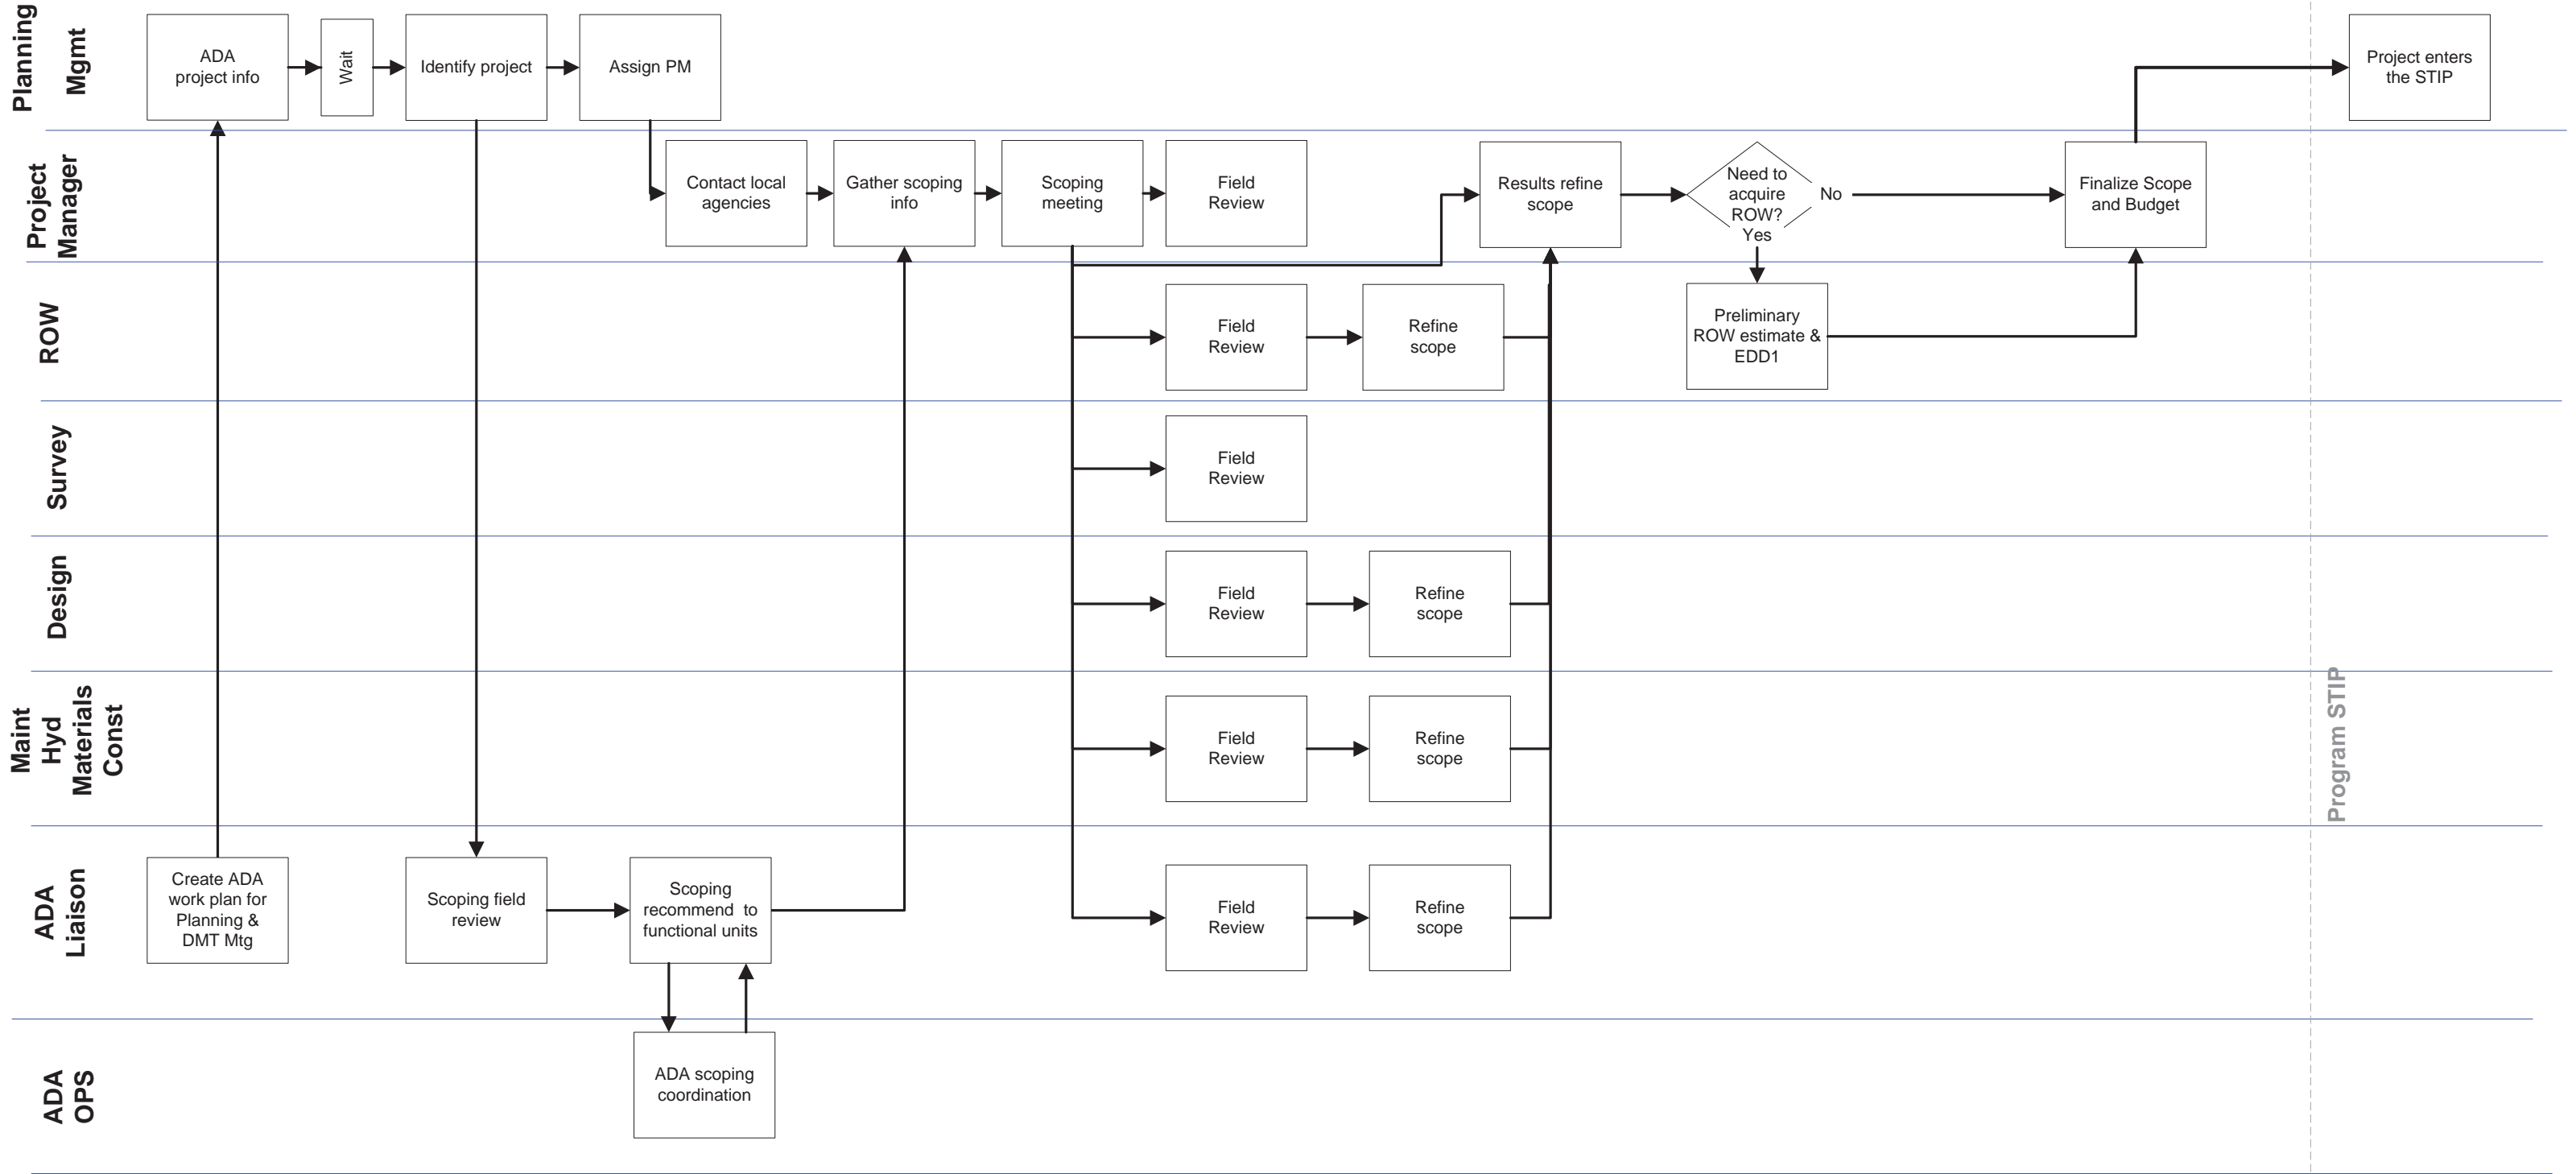 Planning
Mgmt
ADA
project info
Wait
Identify project
Assign PM
Project enters
the STIP
Project
Manager
Contact local
agencies
Gather scoping
info
Scoping
meeting
Field
Review
Results refine
scope
Need to
acquire
ROW?
Yes
No
Finalize Scope
and Budget
ROW
Field
Review
Refine
scope
Preliminary
ROW estimate &
EDD1
Survey
Field
Review
Design
Field
Review
Refine
scope
Maint
Hyd
Materials
Const
Field
Review
Refine
scope
Program STIP
ADA
Liaison
Create ADA
work plan for
Planning &
DMT Mtg
Scoping field
review
Scoping
recommend to
functional units
Field
Review
Refine
scope
ADA
OPS
ADA scoping
coordination